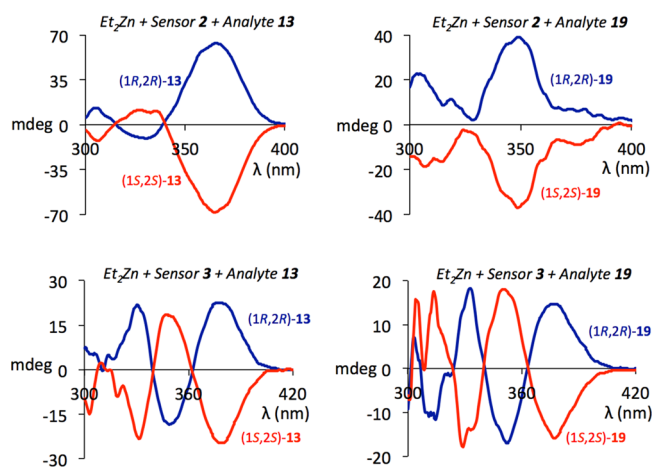 Et₂Zn + Sensor 2 + Analyte 13
70
35
mdeg 0
-35
-70
300
350
400
λ (nm)
(1R,2R)-13
(1S,2S)-13
Et₂Zn + Sensor 2 + Analyte 19
40
20
mdeg 0
-20
-40
300
350
400
λ (nm)
(1R,2R)-19
(1S,2S)-19
Et₂Zn + Sensor 3 + Analyte 13
30
15
mdeg 0
-15
-30
300
360
420
λ (nm)
(1R,2R)-13
(1S,2S)-13
Et₂Zn + Sensor 3 + Analyte 19
20
10
mdeg 0
-10
-20
300
360
420
λ (nm)
(1R,2R)-19
(1S,2S)-19